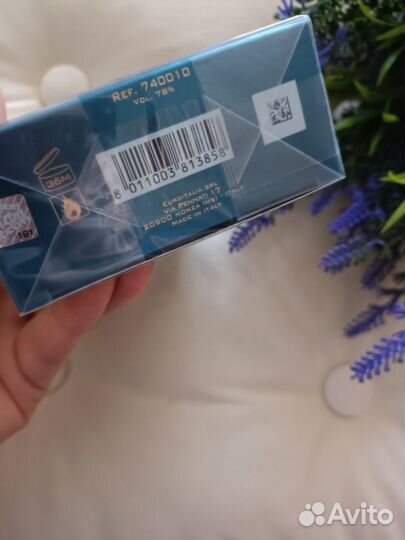 Ref. 740010
VOL. 78%
36M
8 011003 813858
EUROITALIA SRL
VIA PENNATI 17
20900 MONZA (MB) - ITALY
MADE IN ITALY
181
Avito